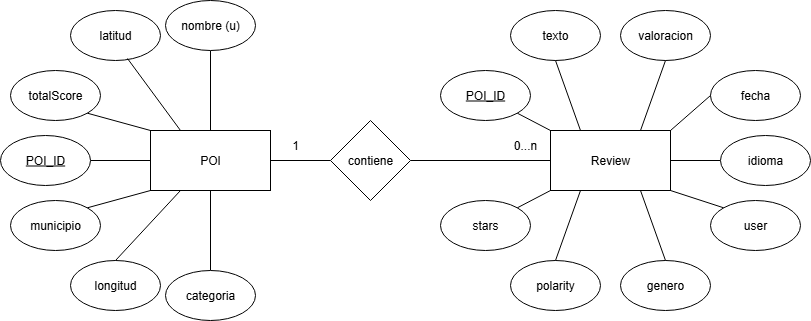 nombre (u)
latitud
totalScore
POI_ID
municipio
longitud
categoria
POI
1
contiene
0...n
texto
valoracion
POI_ID
fecha
Review
idioma
stars
user
polarity
genero